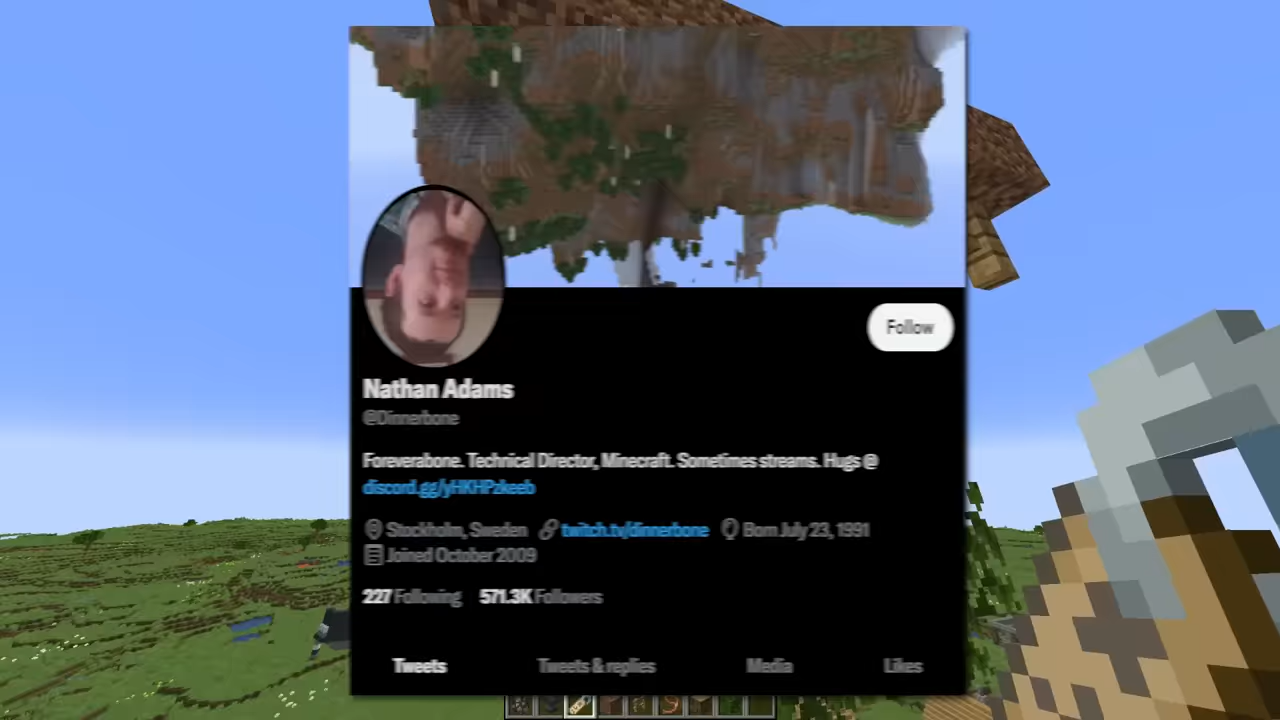 Follow
Nathan Adams
@Dinnerbone
Foreverabone. Technical Director, Minecraft. Sometimes streams. Hugs @
discord.gg/yHKHPzkeeb
Stockholm, Sweden twitch.tv/dinnerbone Born July 23, 1991
Joined October 2009
227 Following 571.3K Followers
Tweets Tweets & replies Media Likes